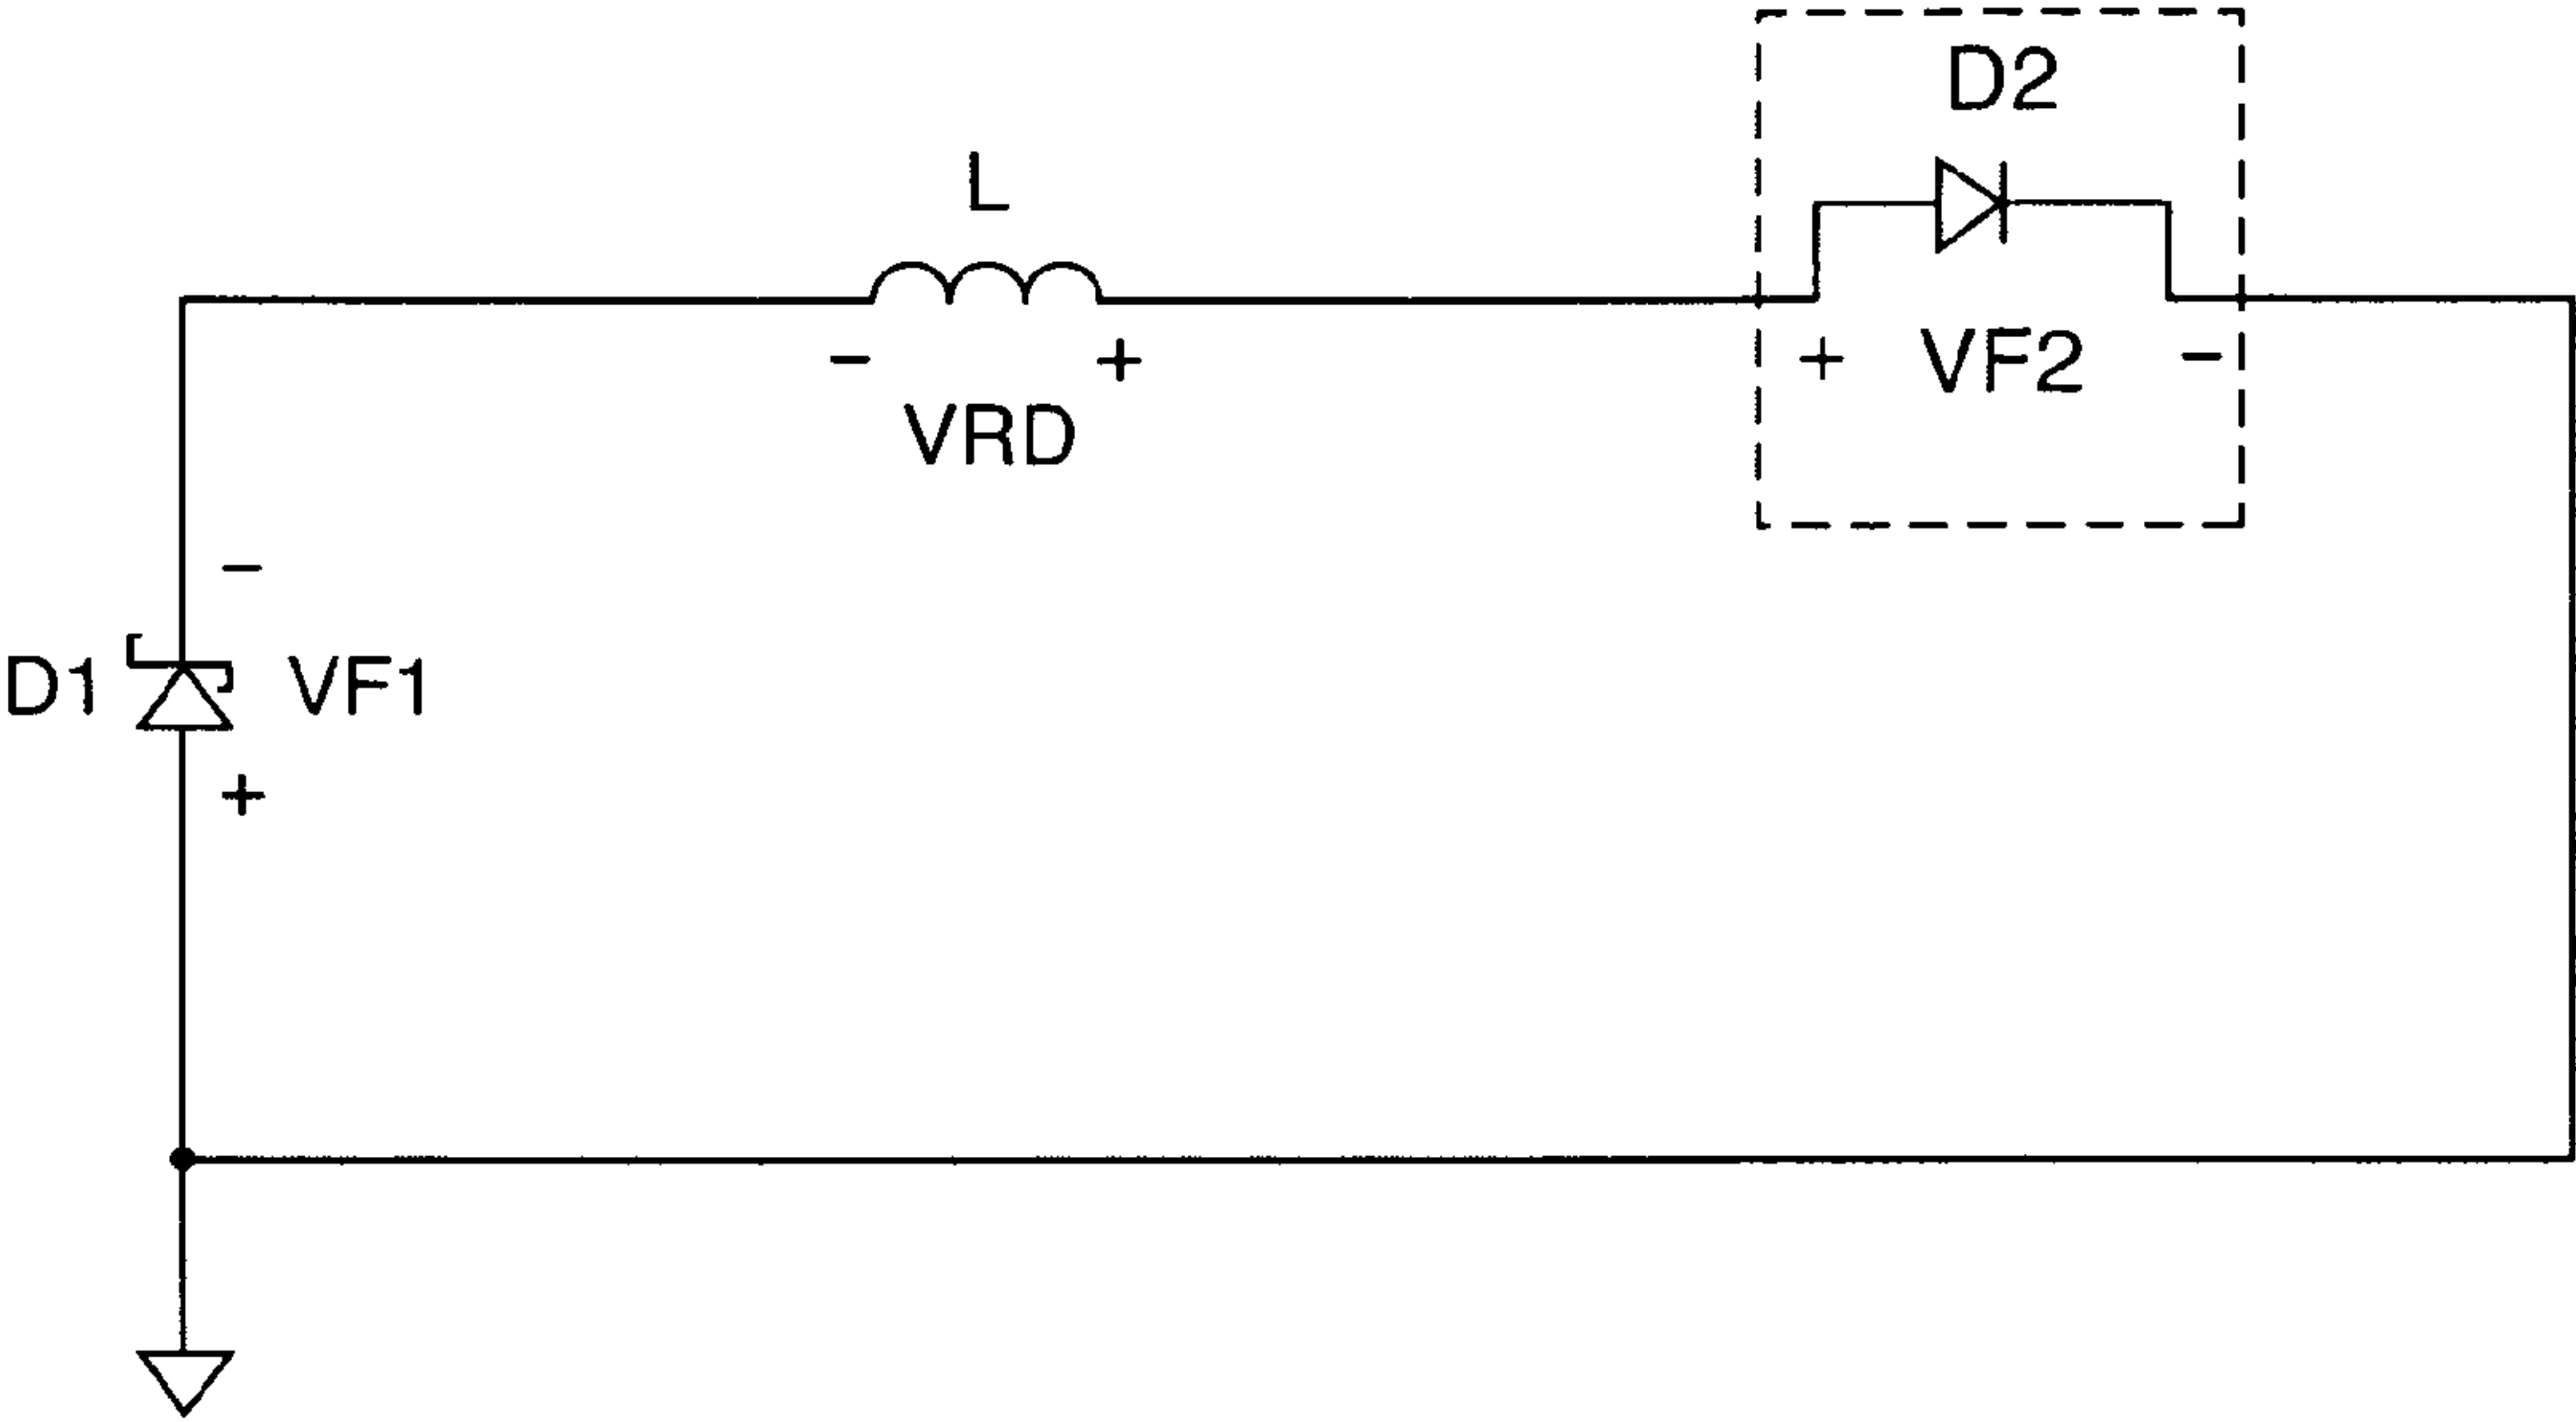 D2
L
− +
+ VF2 −
VRD
−
D1 VF1
+